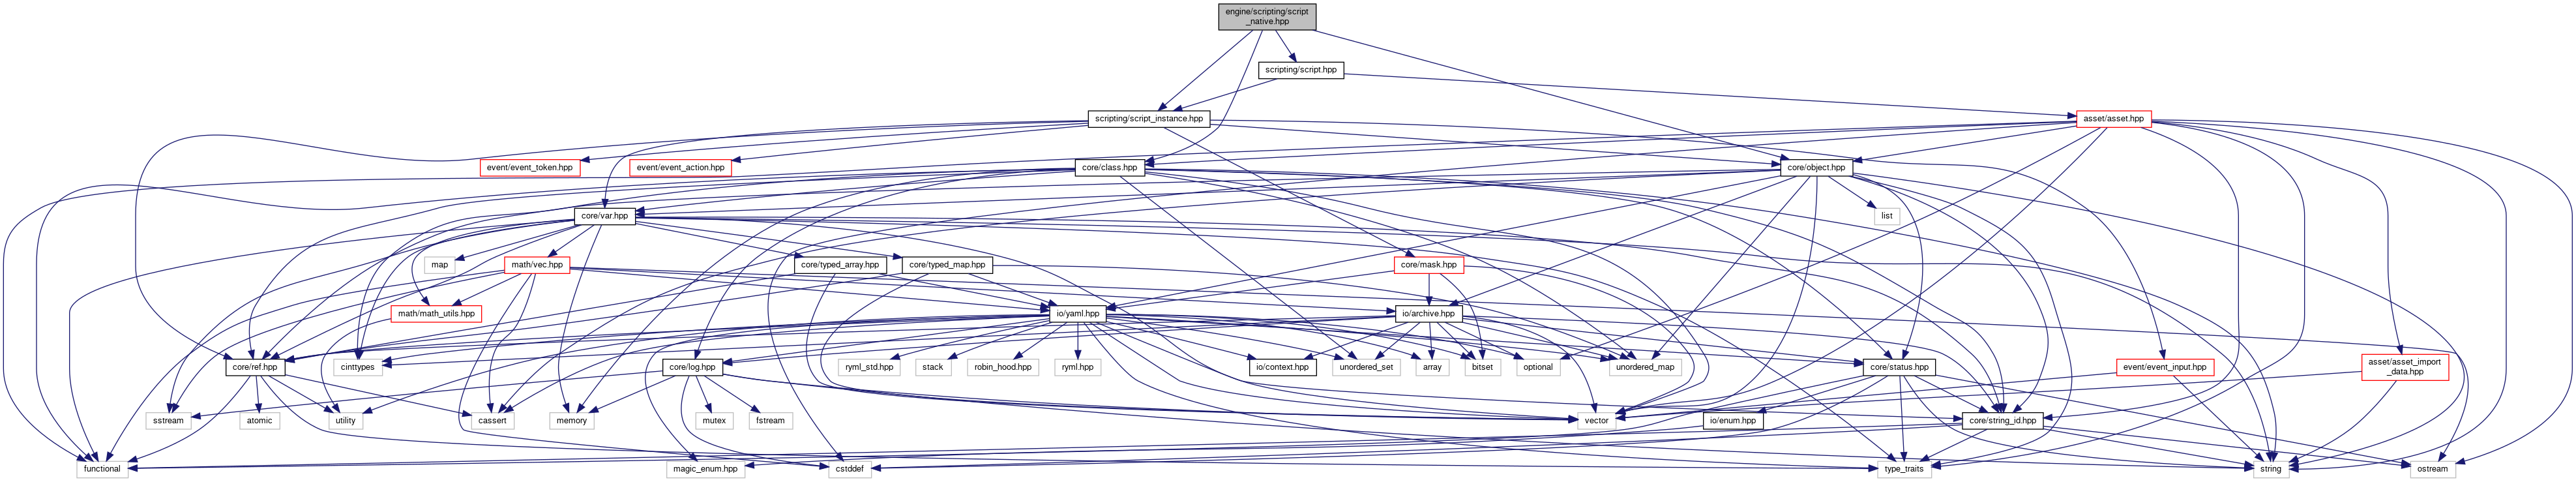 engine/scripting/script
_native.hpp
scripting/script.hpp
scripting/script_instance.hpp
asset/asset.hpp
event/event_token.hpp
event/event_action.hpp
core/class.hpp
core/object.hpp
core/var.hpp
list
map
math/vec.hpp
core/typed_array.hpp
core/typed_map.hpp
core/mask.hpp
math/math_utils.hpp
io/yaml.hpp
io/archive.hpp
core/ref.hpp
cinttypes
core/log.hpp
ryml_std.hpp
stack
robin_hood.hpp
ryml.hpp
io/context.hpp
unordered_set
array
bitset
optional
unordered_map
core/status.hpp
event/event_input.hpp
asset/asset_import
_data.hpp
sstream
atomic
utility
cassert
memory
mutex
fstream
vector
io/enum.hpp
core/string_id.hpp
functional
magic_enum.hpp
cstddef
type_traits
string
ostream